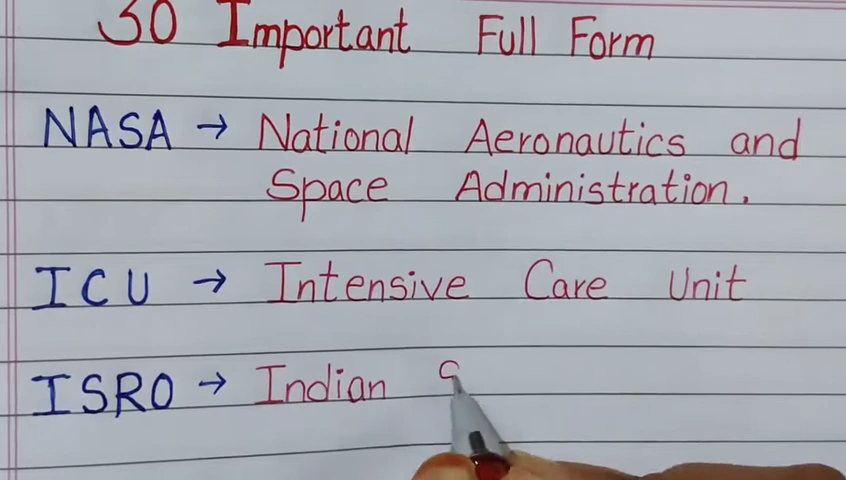 30 Important Full Form
NASA → National Aeronautics and
Space Administration.
ICU → Intensive Care Unit
ISRO → Indian